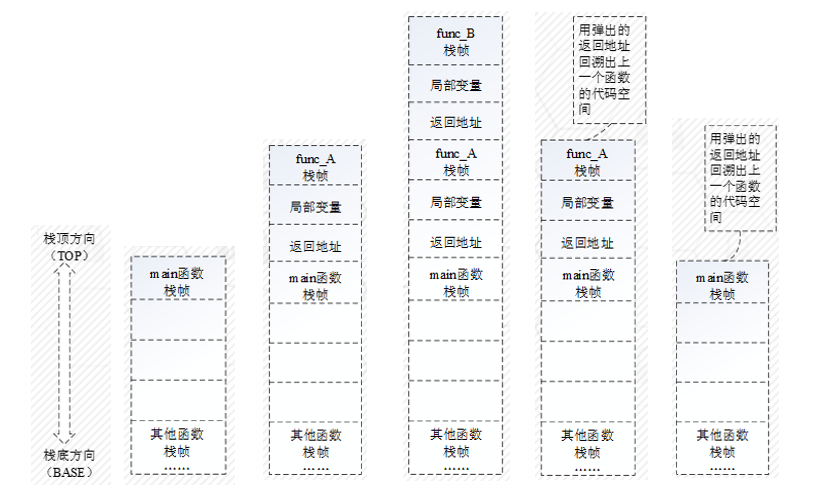 栈顶方向
（TOP）
栈底方向
（BASE）
main函数
栈帧
其他函数
栈帧
……
func_A
栈帧
局部变量
返回地址
main函数
栈帧
其他函数
栈帧
……
func_B
栈帧
局部变量
返回地址
func_A
栈帧
局部变量
返回地址
main函数
栈帧
其他函数
栈帧
……
用弹出的
返回地址
回溯出上
一个函数
的代码空
间
func_A
栈帧
局部变量
返回地址
main函数
栈帧
其他函数
栈帧
……
用弹出的
返回地址
回溯出上
一个函数
的代码空
间
main函数
栈帧
其他函数
栈帧
……